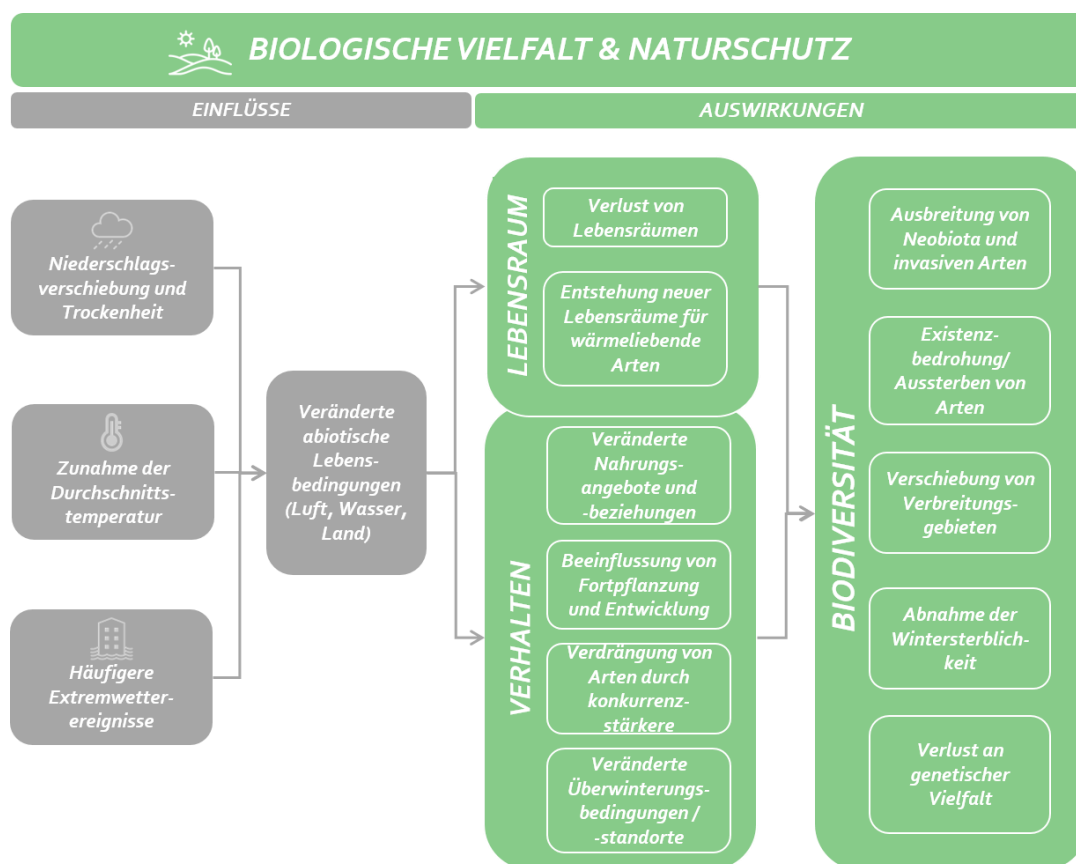 BIOLOGISCHE VIELFALT & NATURSCHUTZ
EINFLÜSSE
AUSWIRKUNGEN
Niederschlags-
verschiebung und
Trockenheit
Zunahme der
Durchschnitts-
temperatur
Häufigere
Extremwetter-
ereignisse
Veränderte
abiotische
Lebens-
bedingungen
(Luft, Wasser,
Land)
LEBENSRAUM
Verlust von
Lebensräumen
Entstehung neuer
Lebensräume für
wärmeliebende
Arten
VERHALTEN
Veränderte
Nahrungs-
angebote und
-beziehungen
Beeinflussung von
Fortpflanzung
und Entwicklung
Verdrängung von
Arten durch
konkurrenz-
stärkere
Veränderte
Überwinterungs-
bedingungen /
-standorte
BIODIVERSITÄT
Ausbreitung von
Neobiota und
invasiven Arten
Existenz-
bedrohung/
Aussterben von
Arten
Verschiebung von
Verbreitungs-
gebieten
Abnahme der
Wintersterblich-
keit
Verlust an
genetischer
Vielfalt